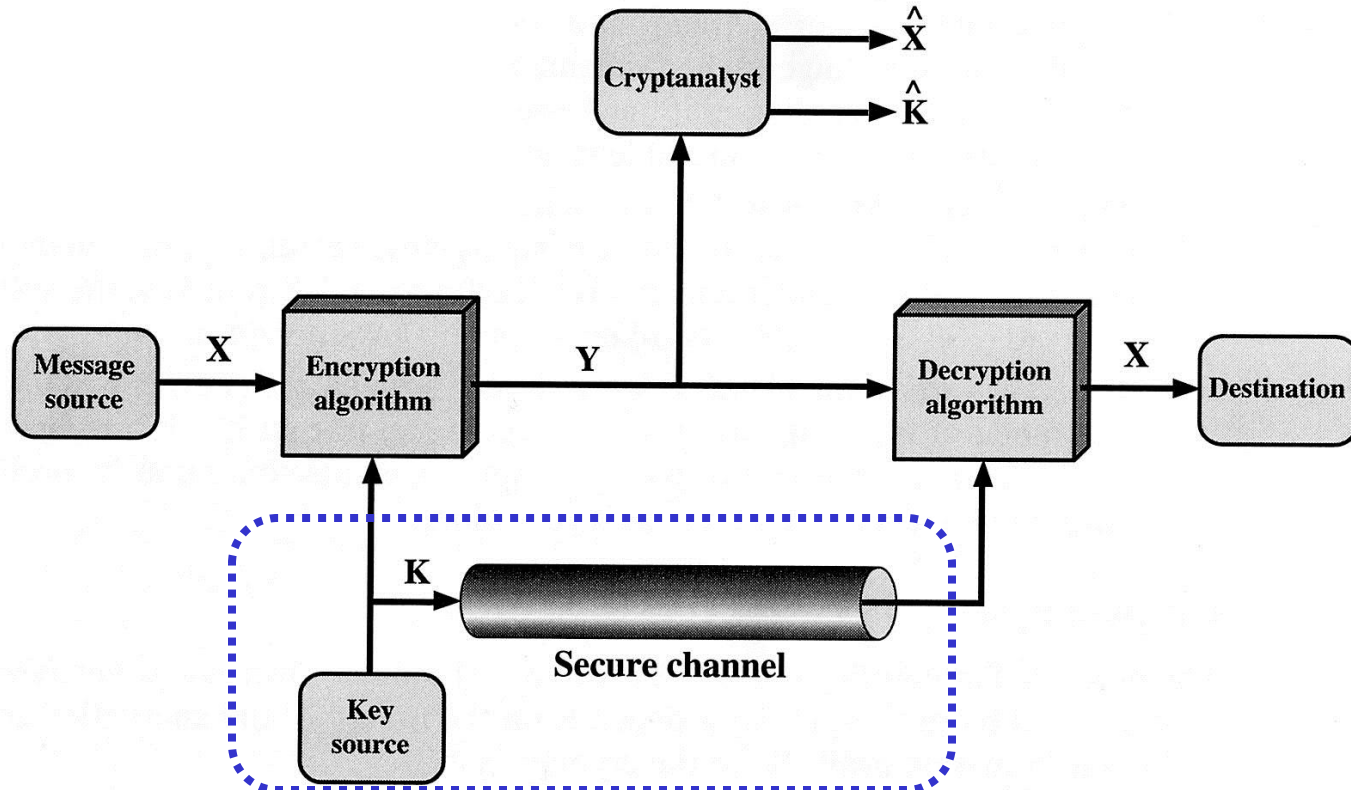 X̂
Cryptanalyst
K̂
Message
source
X
Encryption
algorithm
Y
Decryption
algorithm
X
Destination
K
Secure channel
Key
source